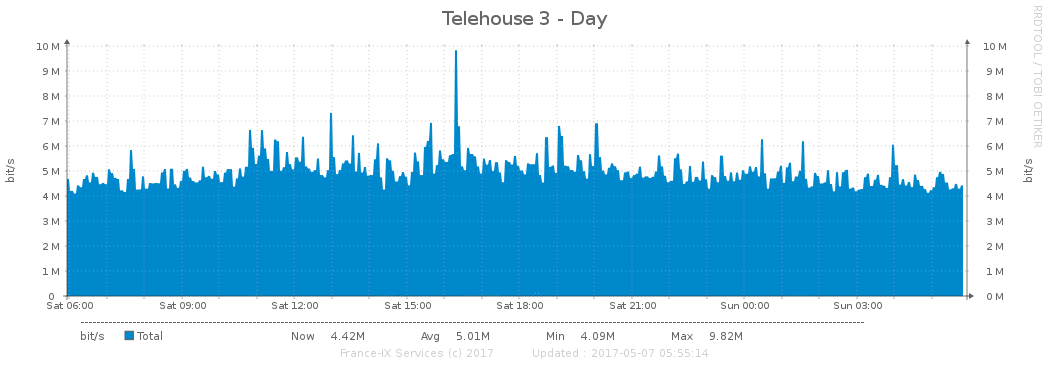 Telehouse 3 - Day
RRDTOOL / TOBI OETIKER
bit/s
10 M 10 M
9 M 9 M
8 M 8 M
7 M 7 M
6 M 6 M
5 M 5 M
4 M 4 M
3 M 3 M
2 M 2 M
1 M 1 M
0 0 M
bit/s
Sat 06:00 Sat 09:00 Sat 12:00 Sat 15:00 Sat 18:00 Sat 21:00 Sun 00:00 Sun 03:00
bit/s Total Now 4.42M Avg 5.01M Min 4.09M Max 9.82M
France-IX Services (c) 2017 Updated : 2017-05-07 05:55:14